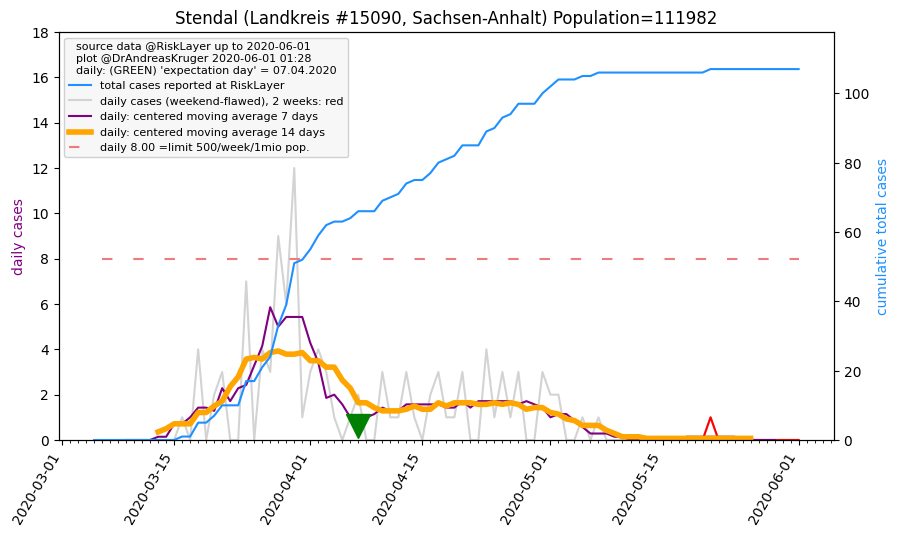 Stendal (Landkreis #15090, Sachsen-Anhalt) Population=111982
source data @RiskLayer up to 2020-06-01
plot @DrAndreasKruger 2020-06-01 01:28
daily: (GREEN) 'expectation day' = 07.04.2020
total cases reported at RiskLayer
daily cases (weekend-flawed), 2 weeks: red
daily: centered moving average 7 days
daily: centered moving average 14 days
daily 8.00 =limit 500/week/1mio pop.
daily cases
18
16
14
12
10
8
6
4
2
0
cumulative total cases
100
80
60
40
20
0
2020-03-01
2020-03-15
2020-04-01
2020-04-15
2020-05-01
2020-05-15
2020-06-01